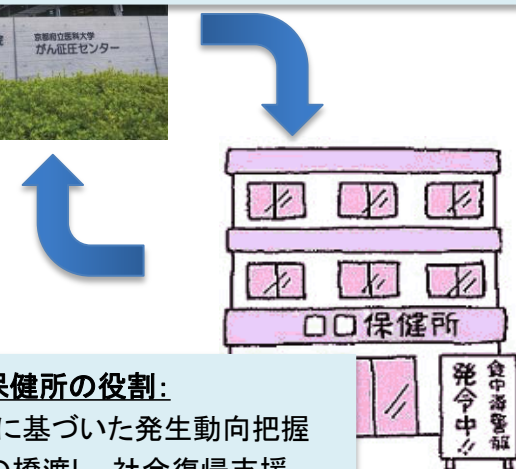 京都府立医科大学
がん征圧センター
□□保健所
食中毒警報
発令中!!
保健所の役割:
に基づいた発生動向把握
の橋渡し、社会復帰支援